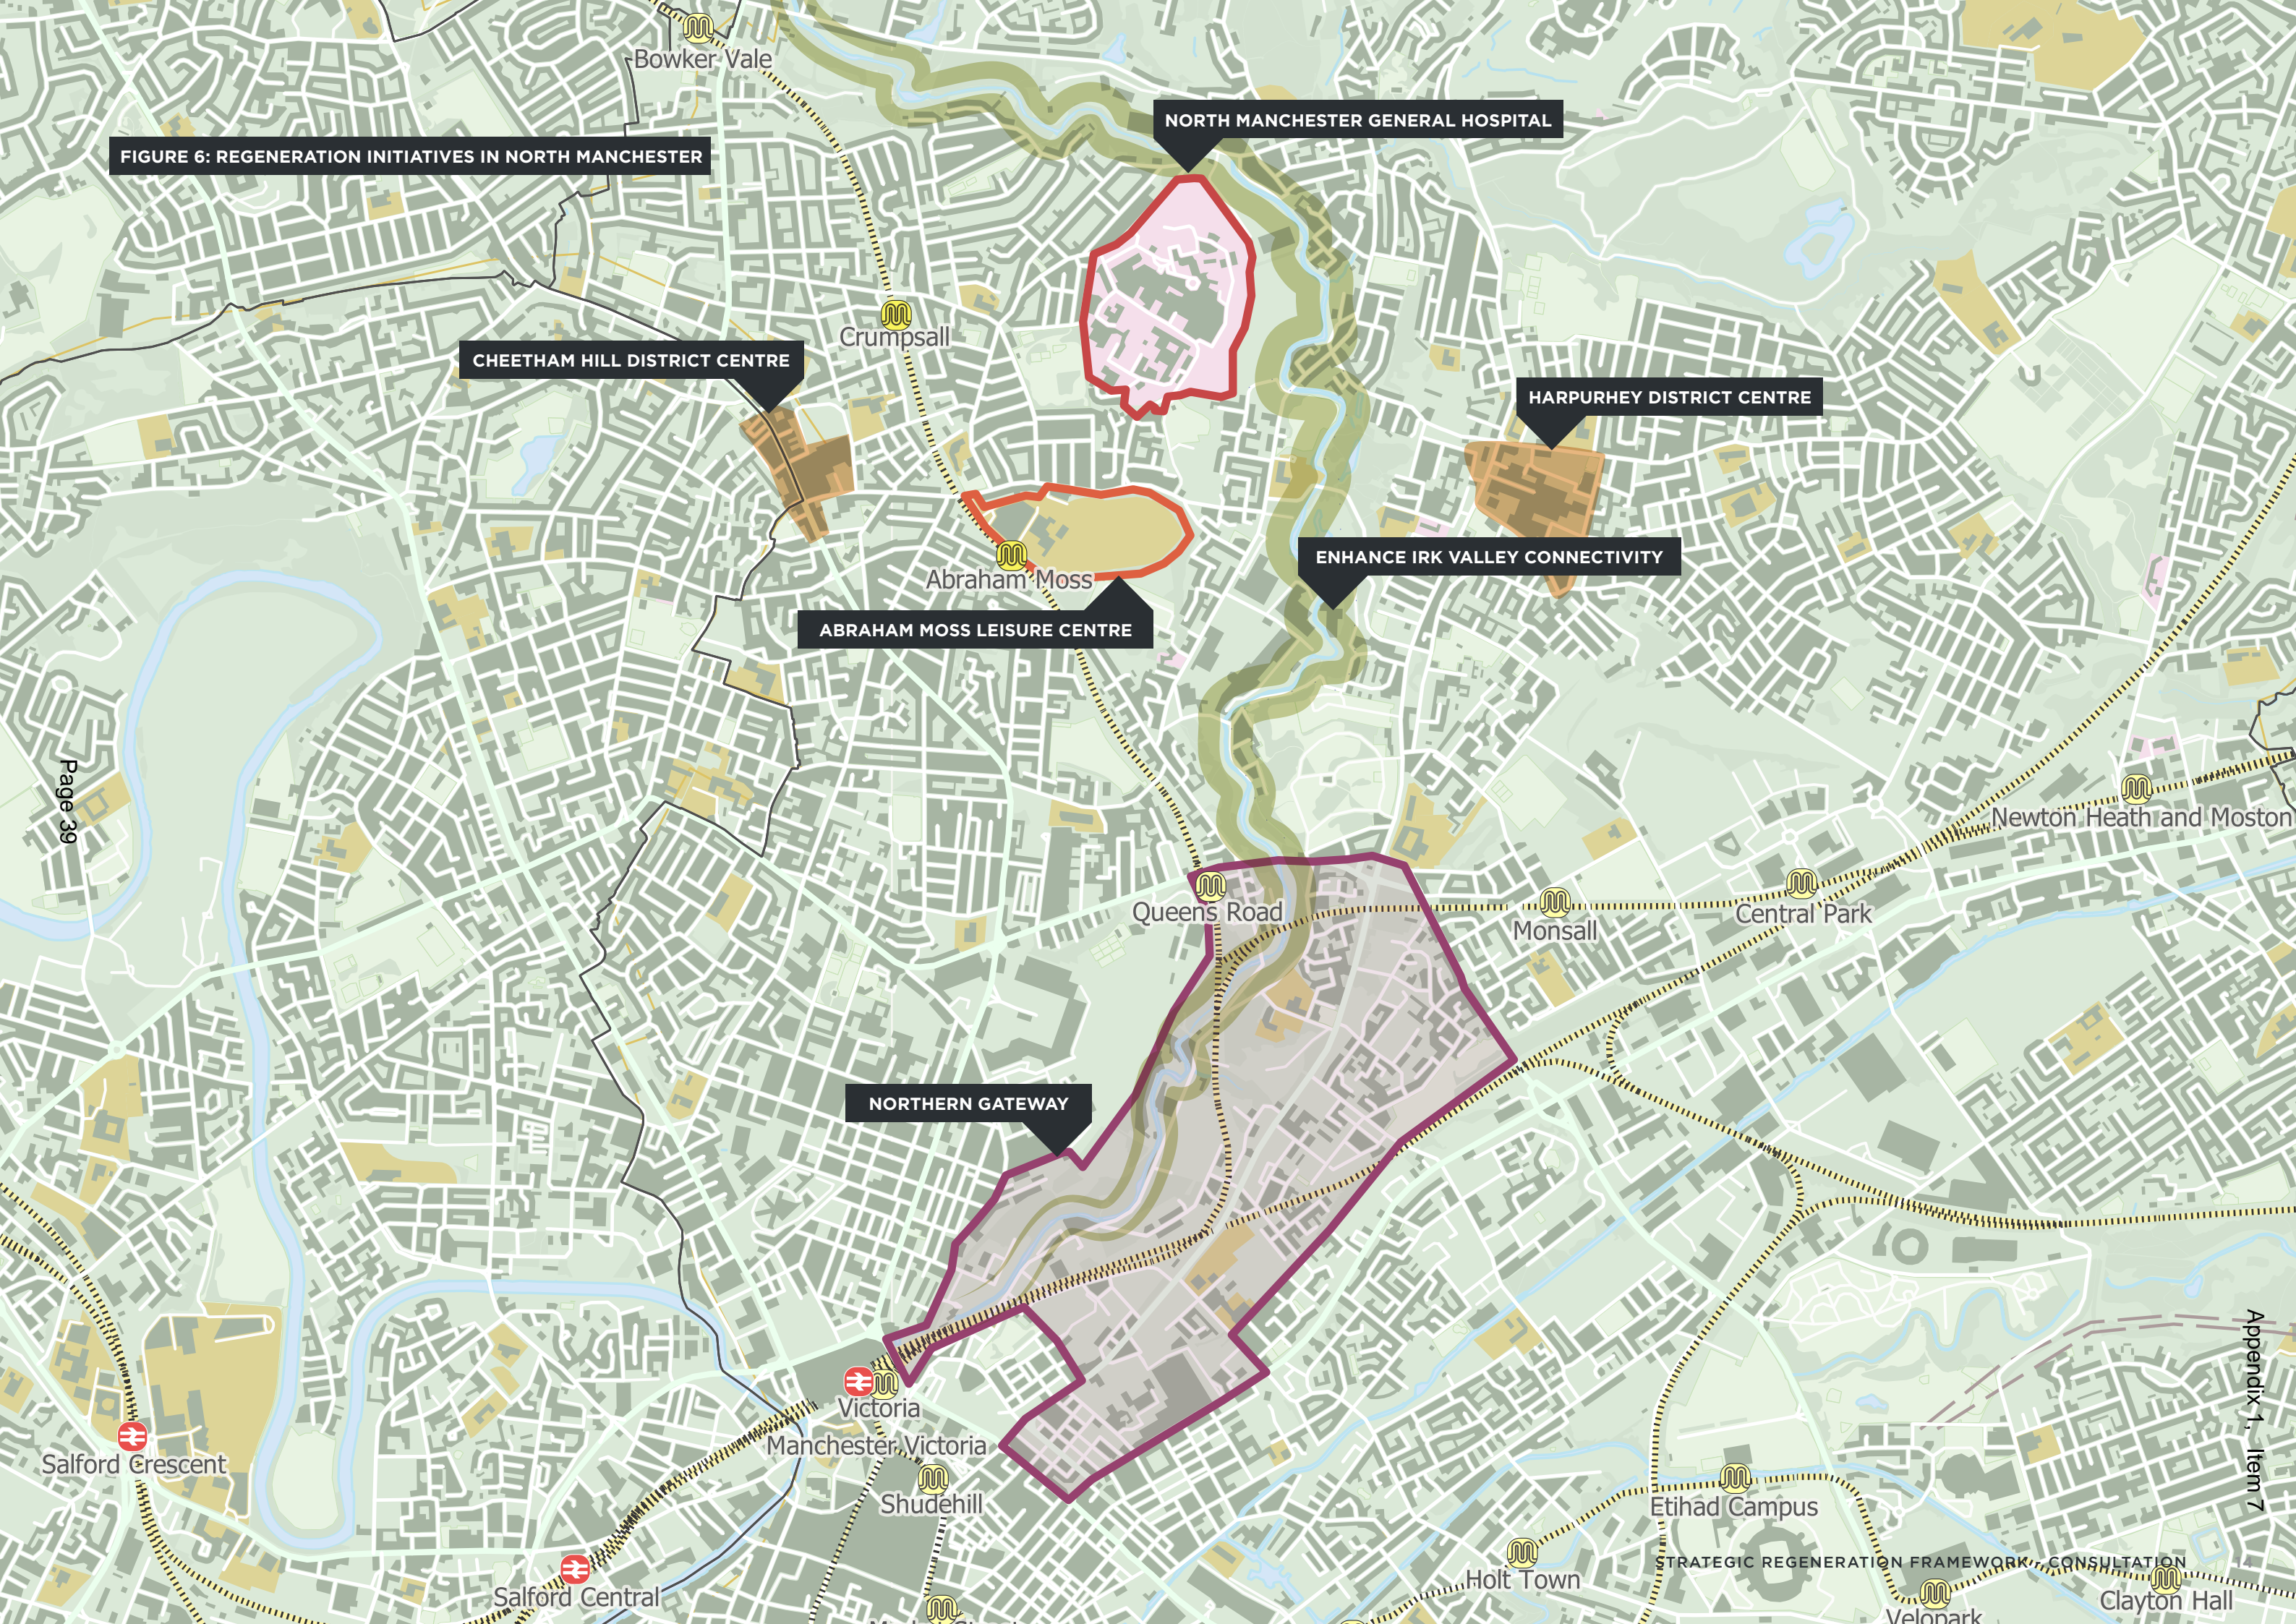 Bowker Vale
NORTH MANCHESTER GENERAL HOSPITAL
FIGURE 6: REGENERATION INITIATIVES IN NORTH MANCHESTER
Crumpsall
CHEETHAM HILL DISTRICT CENTRE
HARPURHEY DISTRICT CENTRE
ENHANCE IRK VALLEY CONNECTIVITY
Abraham Moss
ABRAHAM MOSS LEISURE CENTRE
Page 39
Newton Heath and Moston
Queens Road
Monsall
Central Park
NORTHERN GATEWAY
Appendix 1, Item 7
Victoria
Manchester Victoria
Salford Crescent
Shudehill
Etihad Campus
STRATEGIC REGENERATION FRAMEWORK - CONSULTATION 14
Holt Town
Salford Central
Clayton Hall
Velopark